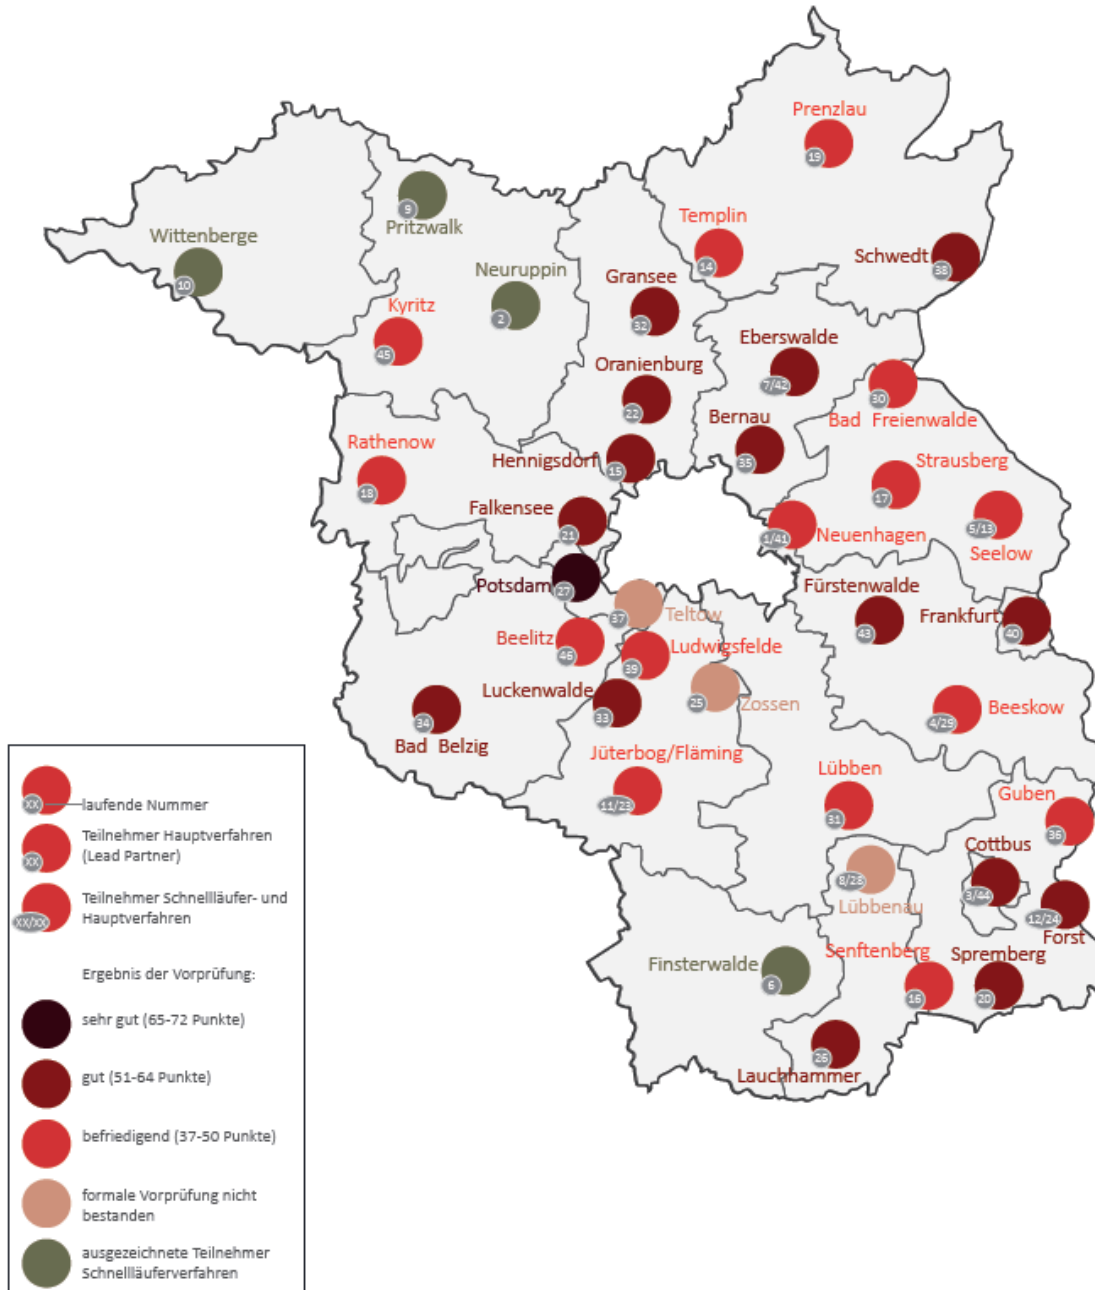 Prenzlau
19
9
Pritzwalk
Templin
14
Wittenberge
10
Schwedt
38
Neuruppin
2
Gransee
32
Kyritz
45
Eberswalde
7/42
Oranienburg
22
30
Bad Freienwalde
Bernau
35
Rathenow
18
Hennigsdorf
15
Strausberg
17
Falkensee
21
1/41
Neuenhagen
5/13
Seelow
Potsdam
27
37
Teltow
Fürstenwalde
43
Frankfurt
40
Beelitz
46
Ludwigsfelde
39
Luckenwalde
33
25
Zossen
34
Bad Belzig
4/29
Beeskow
Jüterbog/Fläming
11/23
Lübben
31
Guben
36
Cottbus
3/44
8/28
Lübbenau
12/24
Forst
Finsterwalde
6
Senftenberg
16
Spremberg
20
26
Lauchhammer
XX
laufende Nummer
XX
Teilnehmer Hauptverfahren
(Lead Partner)
XX/XX
Teilnehmer Schnellläufer- und
Hauptverfahren
Ergebnis der Vorprüfung:
sehr gut (65-72 Punkte)
gut (51-64 Punkte)
befriedigend (37-50 Punkte)
formale Vorprüfung nicht
bestanden
ausgezeichnete Teilnehmer
Schnellläuferverfahren